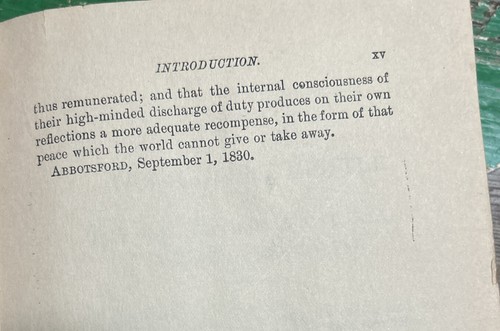 INTRODUCTION. xv
thus remunerated; and that the internal consciousness of
their high-minded discharge of duty produces on their own
reflections a more adequate recompense, in the form of that
peace which the world cannot give or take away.
ABBOTSFORD, September 1, 1830.